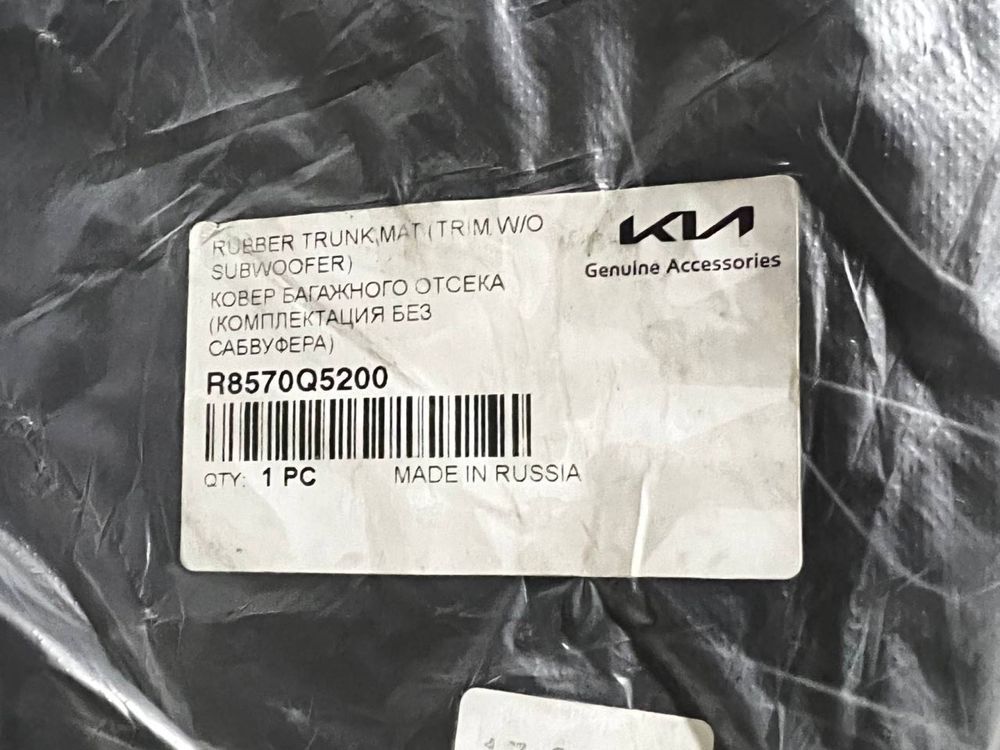 RUBBER TRUNK MAT (TRIM W/O
SUBWOOFER)
КОВЕР БАГАЖНОГО ОТСЕКА
(КОМПЛЕКТАЦИЯ БЕЗ
САБВУФЕРА)
R8570Q5200
QTY: 1 PC MADE IN RUSSIA
KIA
Genuine Accessories